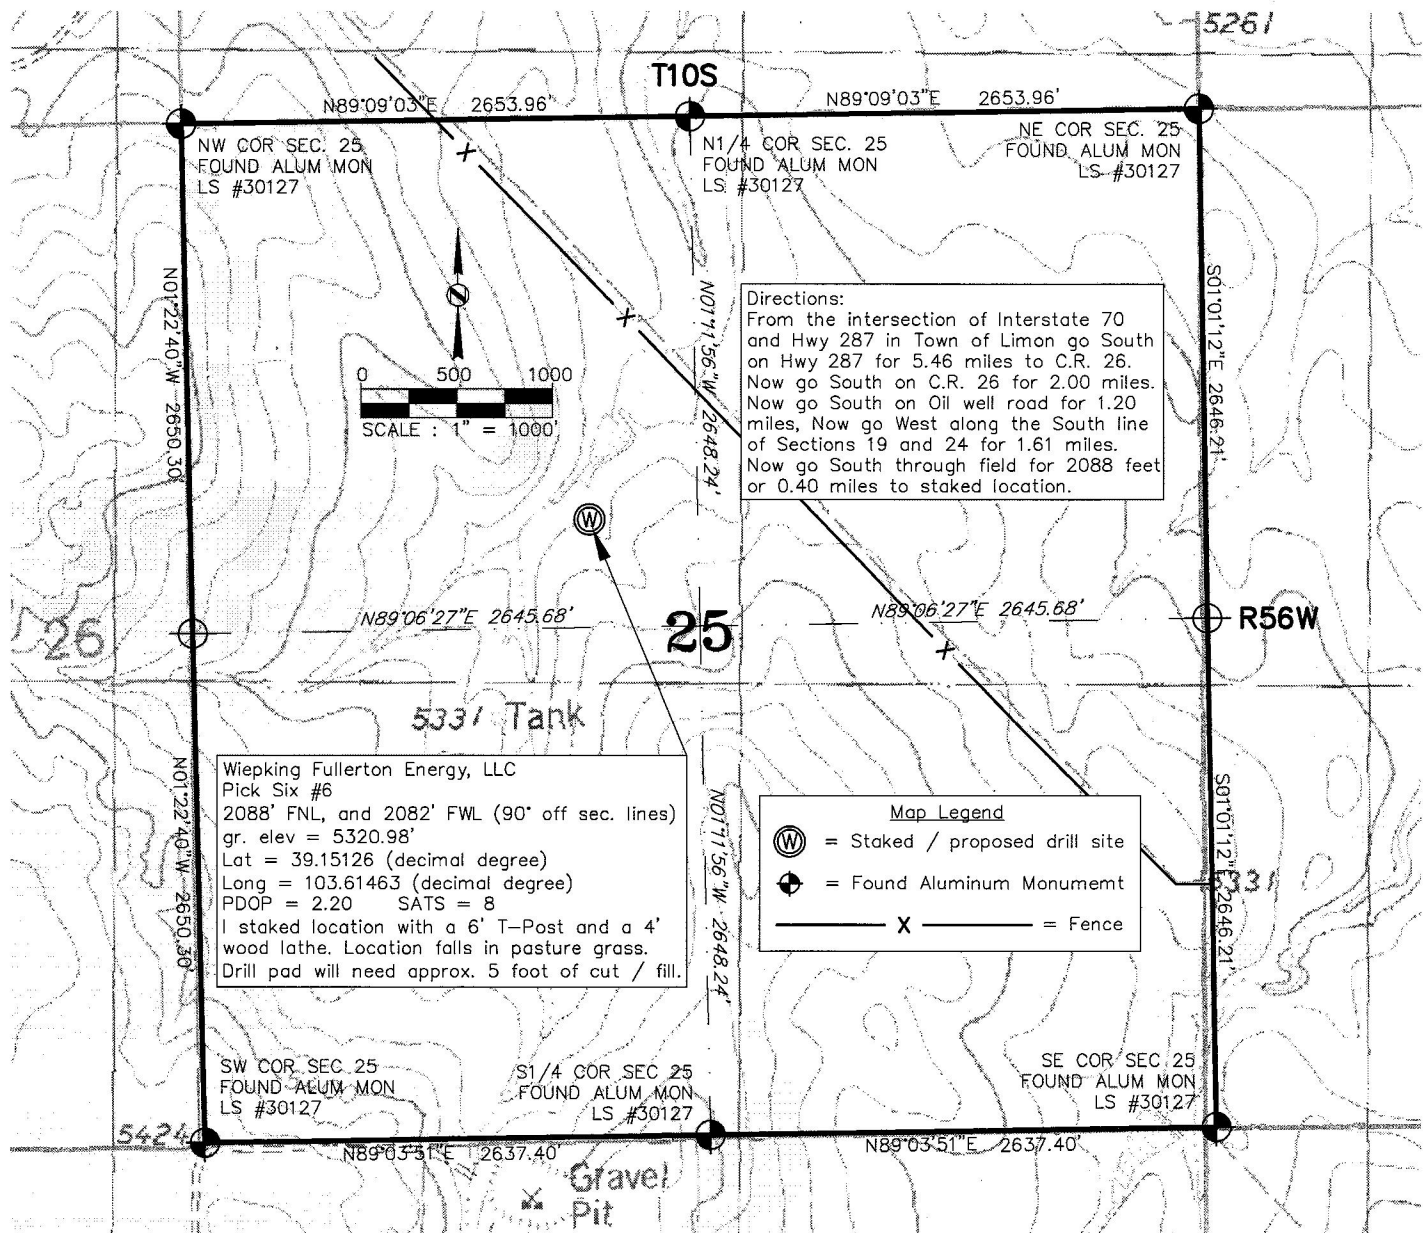 5261
T10S
N89°09'03"E 2653.96'
N89°09'03"E 2653.96'
NW COR SEC. 25
FOUND ALUM MON
LS #30127
N1/4 COR SEC. 25
FOUND ALUM MON
LS #30127
NE COR SEC. 25
FOUND ALUM MON
LS #30127
N01°22'40"W 2650.30'
N
0 500 1000
SCALE : 1" = 1000'
N01°11'56"W 2648.24'
Directions:
From the intersection of Interstate 70
and Hwy 287 in Town of Limon go South
on Hwy 287 for 5.46 miles to C.R. 26.
Now go South on C.R. 26 for 2.00 miles.
Now go South on Oil well road for 1.20
miles, Now go West along the South line
of Sections 19 and 24 for 1.61 miles.
Now go South through field for 2088 feet
or 0.40 miles to staked location.
S01°01'12"E 2646.21'
W
26
N89°06'27"E 2645.68'
25
N89°06'27"E 2645.68'
R56W
5331 Tank
N01°22'40"W 2650.30'
Wiepking Fullerton Energy, LLC
Pick Six #6
2088' FNL, and 2082' FWL (90° off sec. lines)
gr. elev = 5320.98'
Lat = 39.15126 (decimal degree)
Long = 103.61463 (decimal degree)
PDOP = 2.20 SATS = 8
I staked location with a 6' T-Post and a 4'
wood lathe. Location falls in pasture grass.
Drill pad will need approx. 5 foot of cut / fill.
N01°11'56"W 2648.24'
Map Legend
W = Staked / proposed drill site
= Found Aluminum Monumemt
X = Fence
S01°01'12"E 2646.21'
5331
SW COR SEC 25
FOUND ALUM MON
LS #30127
S1/4 COR SEC 25
FOUND ALUM MON
LS #30127
SE COR SEC 25
FOUND ALUM MON
LS #30127
5424
N89°03'51"E 2637.40'
N89°03'51"E 2637.40'
Gravel
Pit